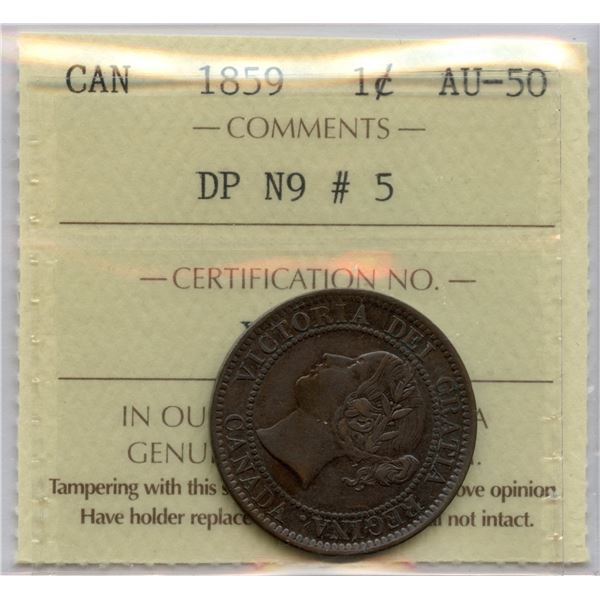 CAN 1859 1¢ AU-50
— COMMENTS —
DP N9 # 5
— CERTIFICATION NO. —
IN OU A
GENU
Tampering with this s ove opinion
Have holder replace not intact.
VICTORIA DEI GRATIA REGINA. CANADA